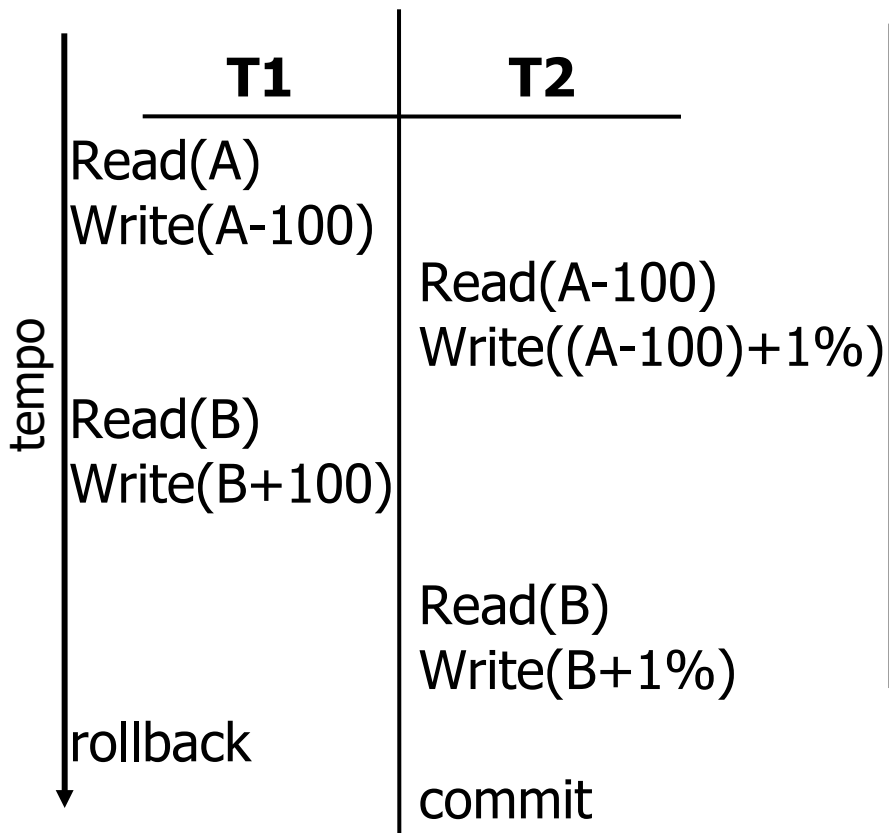 T1 T2
Read(A)
Write(A-100)
Read(A-100)
Write((A-100)+1%)
tempo
Read(B)
Write(B+100)
Read(B)
Write(B+1%)
rollback
commit